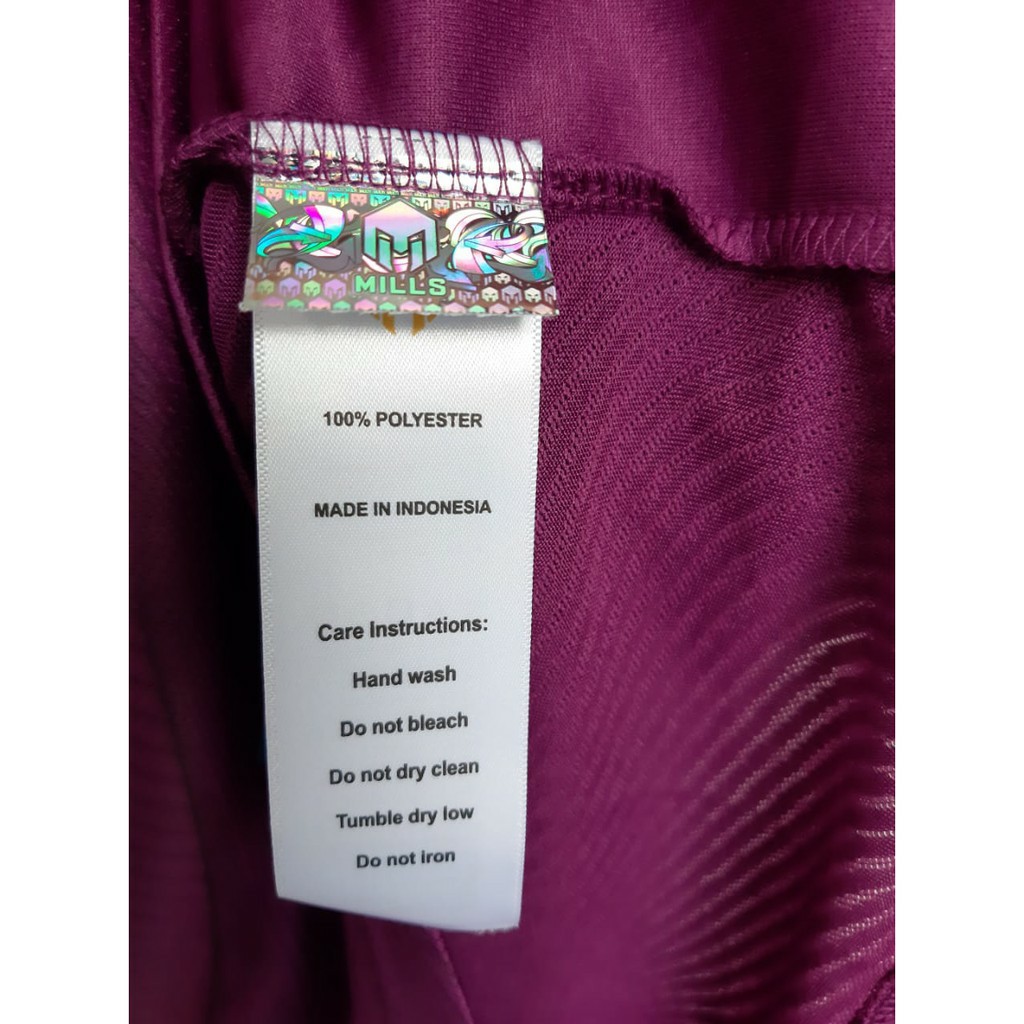 MILLS
100% POLYESTER
MADE IN INDONESIA
Care Instructions:
Hand wash
Do not bleach
Do not dry clean
Tumble dry low
Do not iron